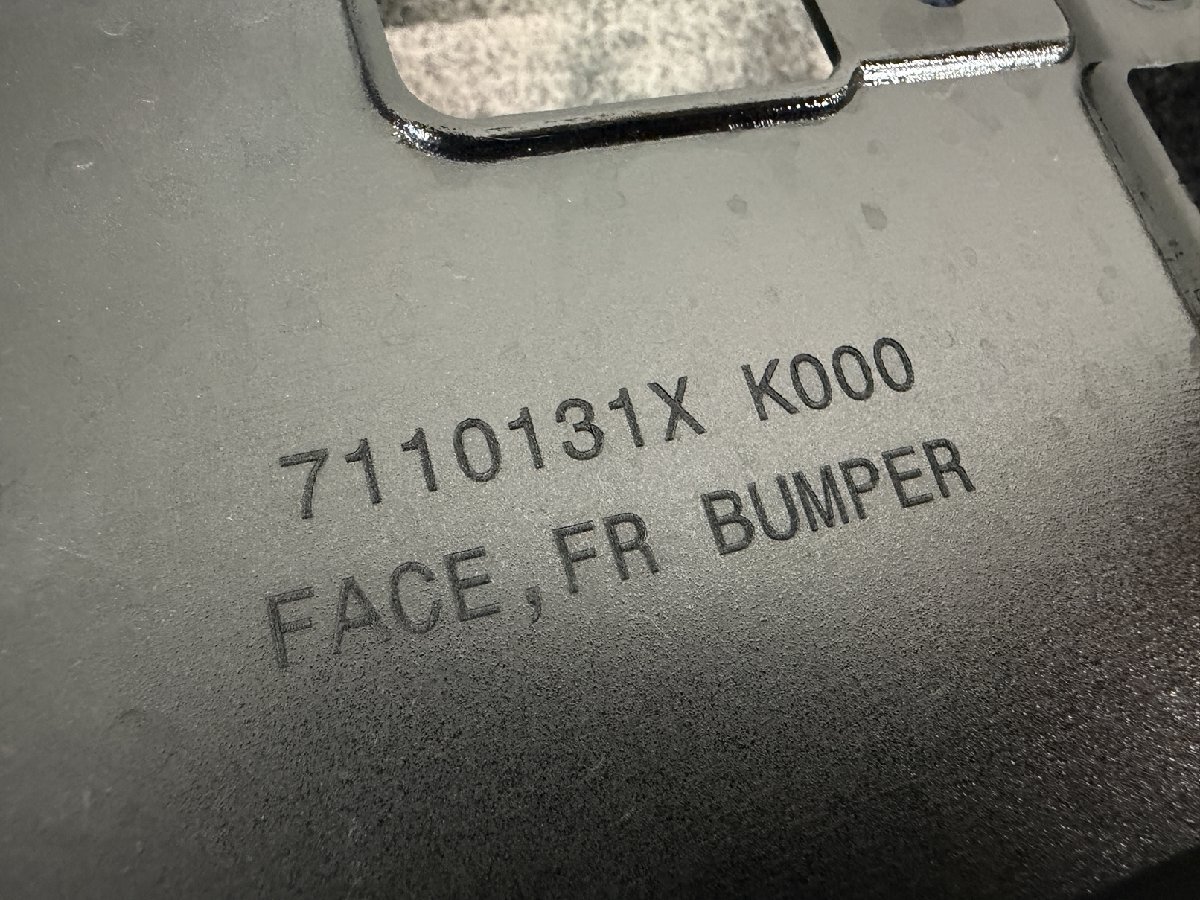 7110131X K000
FACE,FR BUMPER